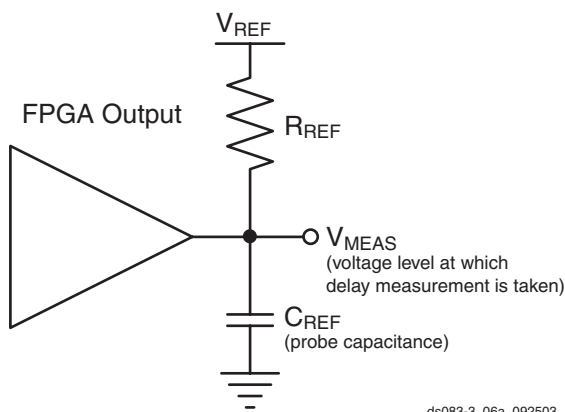 VREF
FPGA Output
RREF
VMEAS
(voltage level at which
delay measurement is taken)
CREF
(probe capacitance)
ds083-3_06a_092503